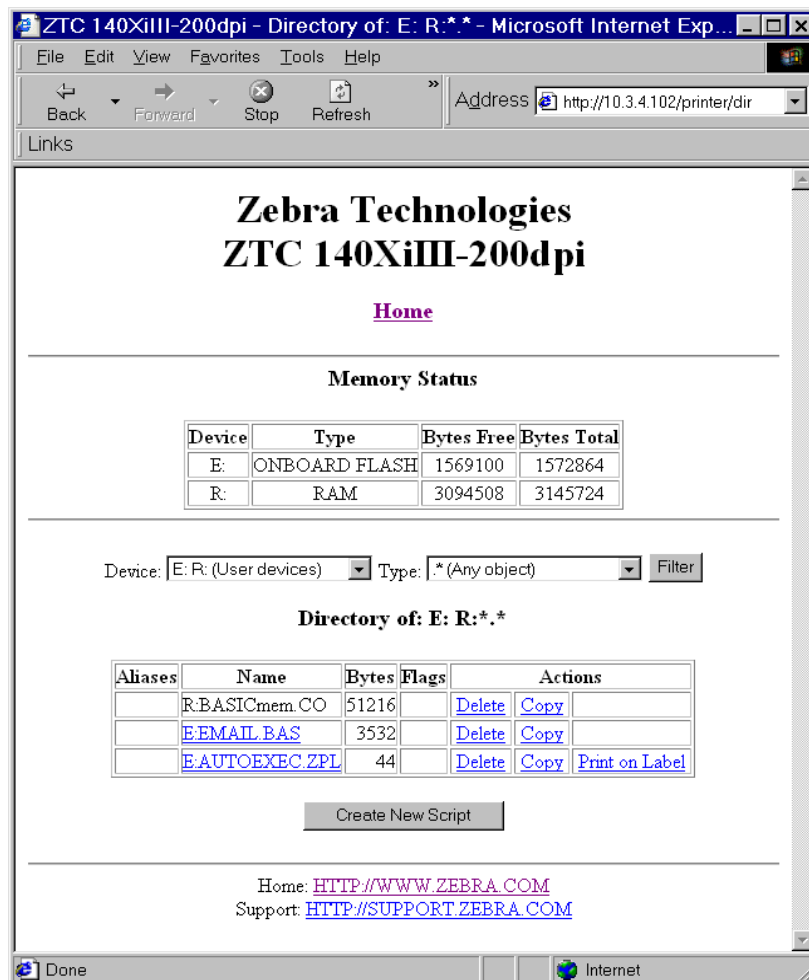 ZTC 140XiIII-200dpi - Directory of: E: R:*.* - Microsoft Internet Exp...
File Edit View Favorites Tools Help
Back Forward Stop Refresh » Address http://10.3.4.102/printer/dir
Links
Zebra Technologies
ZTC 140XiIII-200dpi
Home
Memory Status
Device Type Bytes Free Bytes Total
E: ONBOARD FLASH 1569100 1572864
R: RAM 3094508 3145724
Device: E: R: (User devices) Type: .* (Any object) Filter
Directory of: E: R:*.*
Aliases Name Bytes Flags Actions
R:BASICmem.CO 51216 Delete Copy
E:EMAIL.BAS 3532 Delete Copy
E:AUTOEXEC.ZPL 44 Delete Copy Print on Label
Create New Script
Home: HTTP://WWW.ZEBRA.COM
Support: HTTP://SUPPORT.ZEBRA.COM
Done Internet